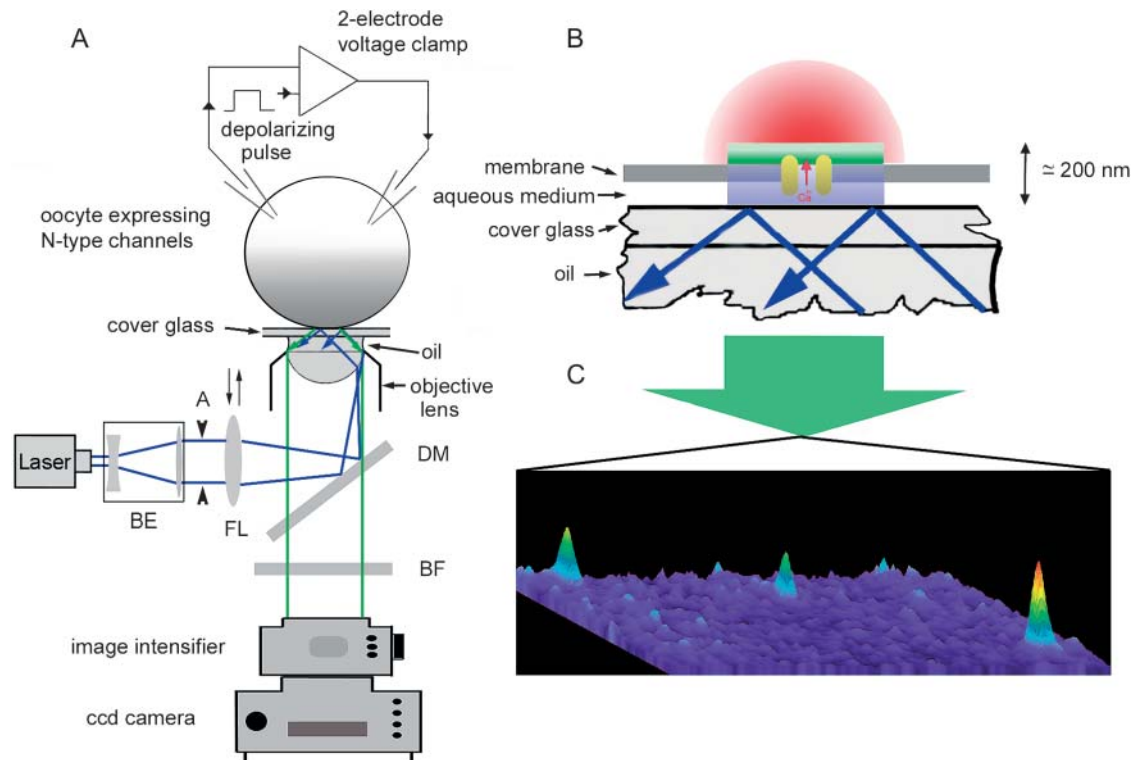 A
2-electrode
voltage clamp
depolarizing
pulse
oocyte expressing
N-type channels
cover glass
oil
objective
lens
A
Laser
BE
FL
DM
BF
image intensifier
ccd camera
B
membrane
aqueous medium
cover glass
oil
≃ 200 nm
C